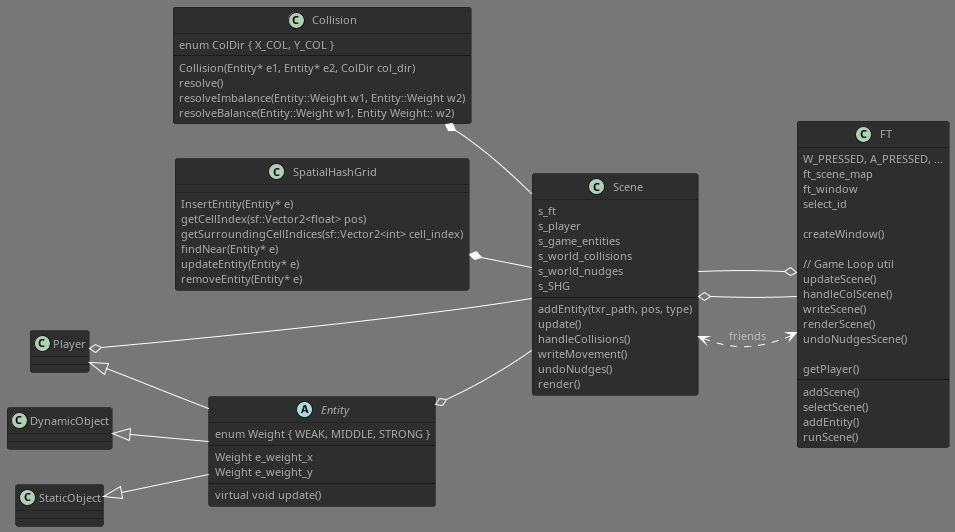 C Collision
enum ColDir { X_COL, Y_COL }
Collision(Entity* e1, Entity* e2, ColDir col_dir)
resolve()
resolveImbalance(Entity::Weight w1, Entity::Weight w2)
resolveBalance(Entity::Weight w1, Entity Weight:: w2)
C SpatialHashGrid
InsertEntity(Entity* e)
getCellIndex(sf::Vector2<float> pos)
getSurroundingCellIndices(sf::Vector2<int> cell_index)
findNear(Entity* e)
updateEntity(Entity* e)
removeEntity(Entity* e)
C Player
C DynamicObject
C StaticObject
A Entity
enum Weight { WEAK, MIDDLE, STRONG }
Weight e_weight_x
Weight e_weight_y
virtual void update()
C Scene
s_ft
s_player
s_game_entities
s_world_collisions
s_world_nudges
s_SHG
addEntity(txr_path, pos, type)
update()
handleCollisions()
writeMovement()
undoNudges()
render()
friends
C FT
W_PRESSED, A_PRESSED, ...
ft_scene_map
ft_window
select_id
createWindow()
// Game Loop util
updateScene()
handleColScene()
writeScene()
renderScene()
undoNudgesScene()
getPlayer()
addScene()
selectScene()
addEntity()
runScene()